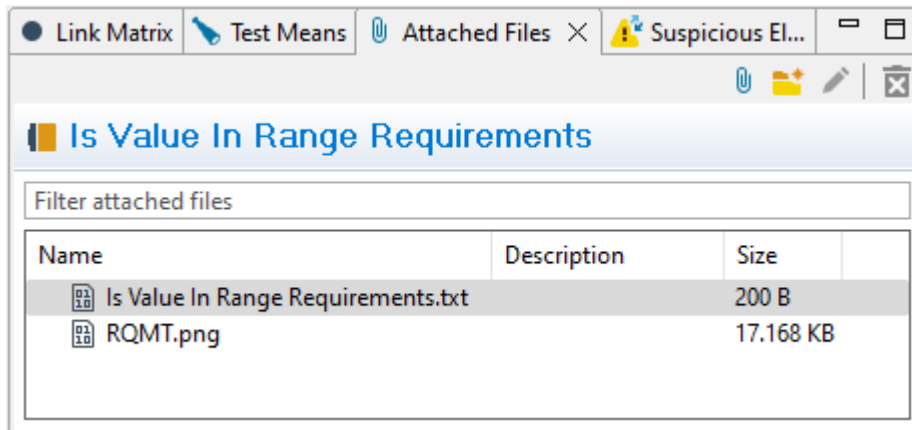 Link Matrix Test Means Attached Files Suspicious El...
Is Value In Range Requirements
Filter attached files
Name Description Size
Is Value In Range Requirements.txt 200 B
RQMT.png 17.168 KB